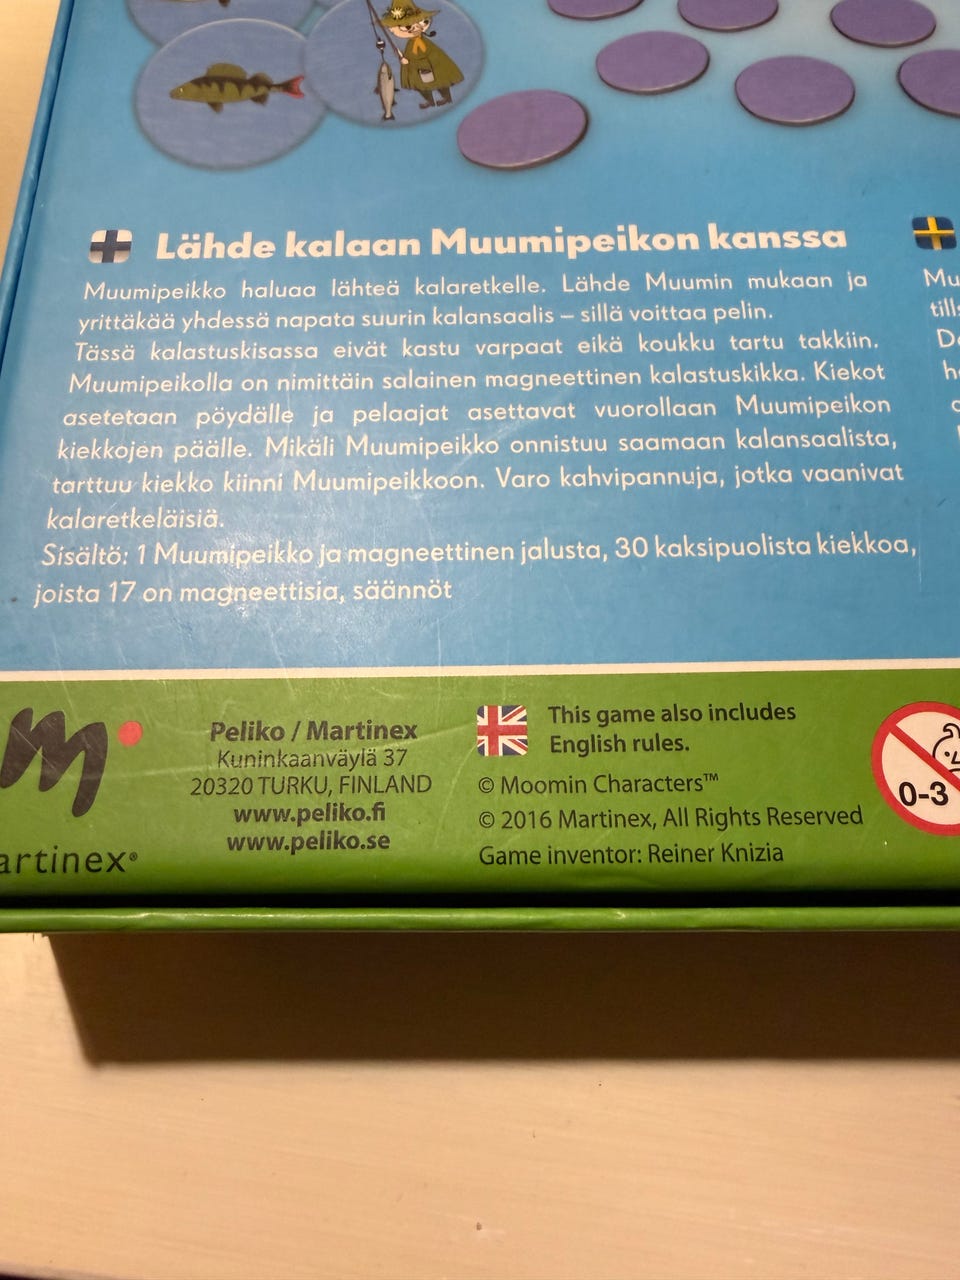 Lähde kalaan Muumipeikon kanssa
Muumipeikko haluaa lähteä kalaretkelle. Lähde Muumin mukaan ja
yrittäkää yhdessä napata suurin kalansaalis – sillä voittaa pelin.
Tässä kalastuskisassa eivät kastu varpaat eikä koukku tartu takkiin.
Muumipeikolla on nimittäin salainen magneettinen kalastuskikka. Kiekot
asetetaan pöydälle ja pelaajat asettavat vuorollaan Muumipeikon
kiekkojen päälle. Mikäli Muumipeikko onnistuu saamaan kalansaalista,
tarttuu kiekko kiinni Muumipeikkoon. Varo kahvipannuja, jotka vaanivat
kalaretkeläisiä.
Sisältö: 1 Muumipeikko ja magneettinen jalusta, 30 kaksipuolista kiekkoa,
joista 17 on magneettisia, säännöt
Mu
tills
artinex®
Peliko / Martinex
Kuninkaanväylä 37
20320 TURKU, FINLAND
www.peliko.fi
www.peliko.se
This game also includes
English rules.
© Moomin Characters™
© 2016 Martinex, All Rights Reserved
Game inventor: Reiner Knizia
0-3